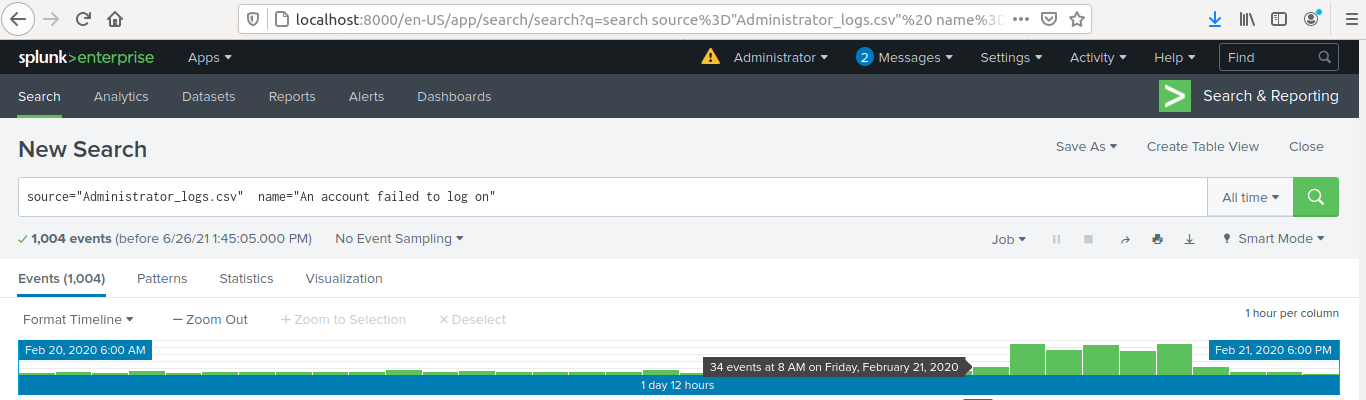 localhost:8000/en-US/app/search/search?q=search source%3D"Administrator_logs.csv"%20 name%3D
splunk>enterprise Apps Administrator 2 Messages Settings Activity Help Find
Search Analytics Datasets Reports Alerts Dashboards > Search & Reporting
New Search Save As Create Table View Close
source="Administrator_logs.csv"  name="An account failed to log on" All time
1,004 events (before 6/26/21 1:45:05.000 PM) No Event Sampling Job Smart Mode
Events (1,004) Patterns Statistics Visualization
Format Timeline — Zoom Out + Zoom to Selection × Deselect 1 hour per column
Feb 20, 2020 6:00 AM Feb 21, 2020 6:00 PM
34 events at 8 AM on Friday, February 21, 2020
1 day 12 hours